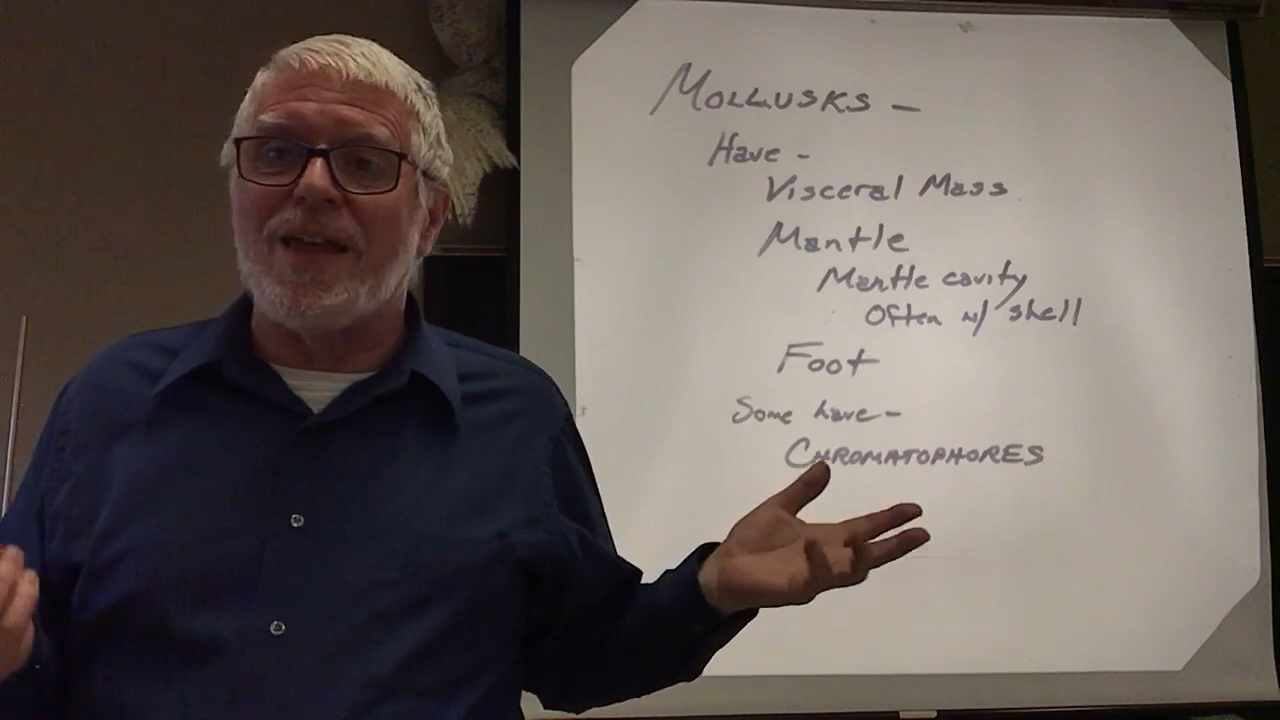 MOLLUSKS –
Have -
Visceral Mass
Mantle
Mantle cavity
Often w/ shell
Foot
Some have -
CHROMATOPHORES